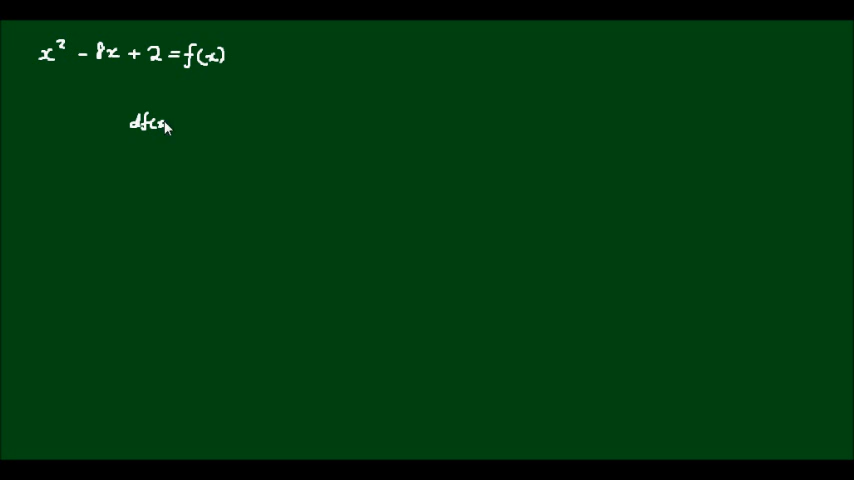 x² - 8x + 2 = f(x)
df(x